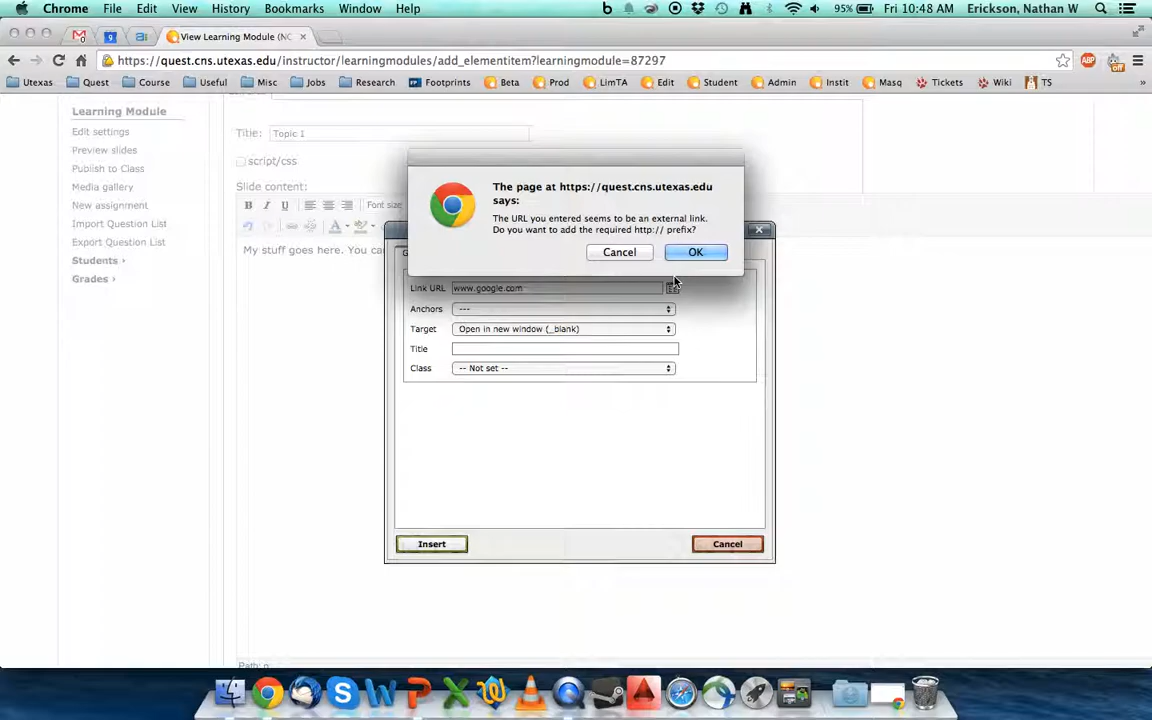 Chrome File Edit View History Bookmarks Window Help 95% Fri 10:48 AM Erickson, Nathan W
View Learning Module (NC
https://quest.cns.utexas.edu/instructor/learningmodules/add_elementitem?learningmodule=87297
Utexas Quest Course Useful Misc Jobs Research Footprints Beta Prod LimTA Edit Student Admin Instit Masq Tickets Wiki TS »
Learning Module
Edit settings
Preview slides
Publish to Class
Media gallery
New assignment
Import Question List
Export Question List
Students ›
Grades ›
Title: Topic 1
script/css
Slide content:
B I U Font size
My stuff goes here. You ca
The page at https://quest.cns.utexas.edu
says:
The URL you entered seems to be an external link.
Do you want to add the required http:// prefix?
Cancel OK
Link URL www.google.com
Anchors ---
Target Open in new window (_blank)
Title
Class -- Not set --
Insert Cancel
Path: p